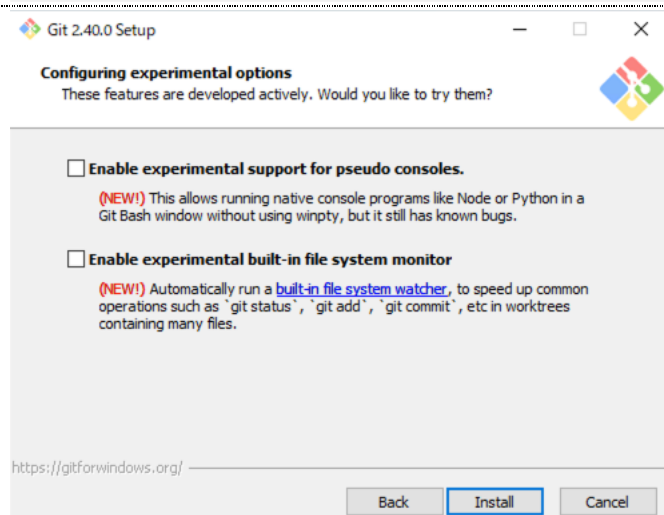 Git 2.40.0 Setup
Configuring experimental options
These features are developed actively. Would you like to try them?
Enable experimental support for pseudo consoles.
(NEW!) This allows running native console programs like Node or Python in a
Git Bash window without using winpty, but it still has known bugs.
Enable experimental built-in file system monitor
(NEW!) Automatically run a built-in file system watcher, to speed up common
operations such as `git status`, `git add`, `git commit`, etc in worktrees
containing many files.
https://gitforwindows.org/
Back Install Cancel